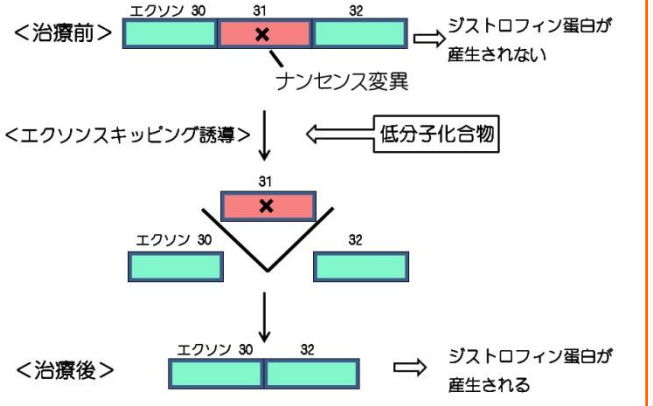 エクソン 30 31 32
<治療前>
ジストロフィン蛋白が
産生されない
ナンセンス変異
<エクソンスキッピング誘導>
低分子化合物
31
エクソン 30 32
エクソン 30 32
<治療後>
ジストロフィン蛋白が
産生される